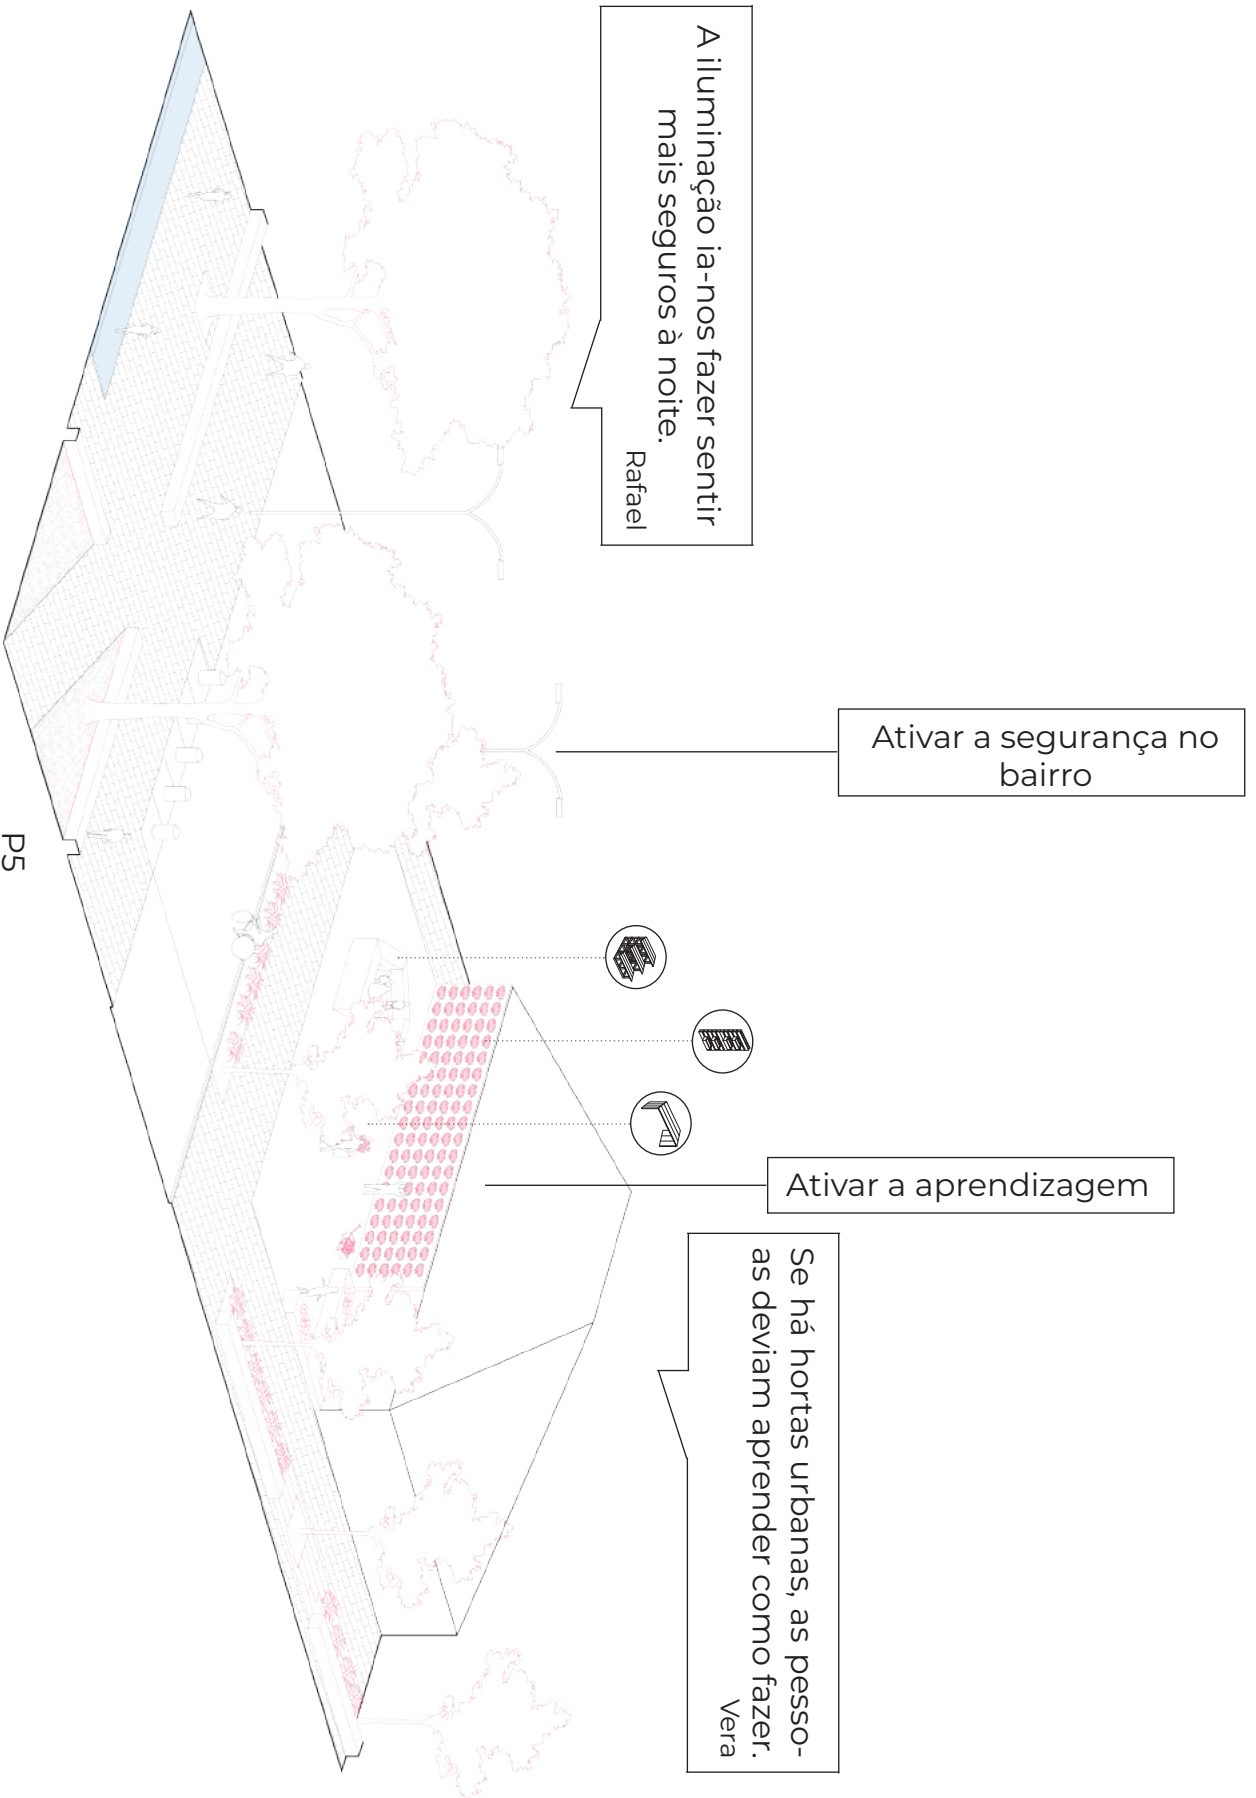 A iluminação ia-nos fazer sentir
mais seguros à noite.
Rafael
Ativar a segurança no
bairro
Ativar a aprendizagem
Se há hortas urbanas, as pesso-
as deviam aprender como fazer.
Vera
P5